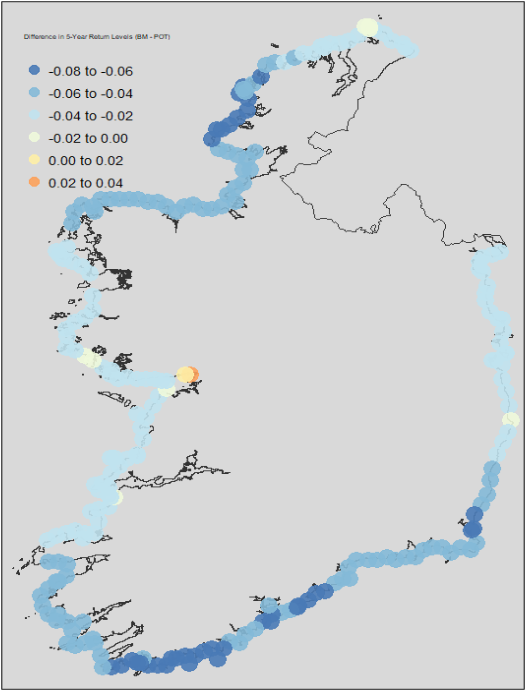 Difference in 5-Year Return Levels (BM - POT)
-0.08 to -0.06
-0.06 to -0.04
-0.04 to -0.02
-0.02 to 0.00
0.00 to 0.02
0.02 to 0.04